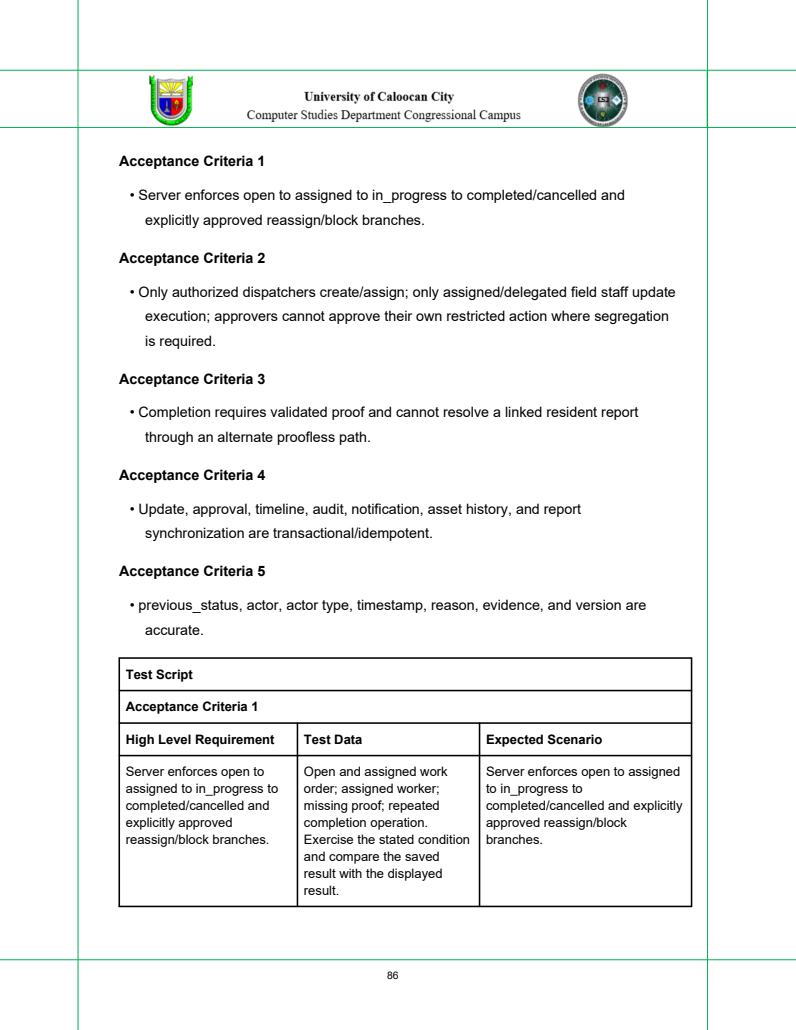 University of Caloocan City
Computer Studies Department Congressional Campus
Acceptance Criteria 1
• Server enforces open to assigned to in_progress to completed/cancelled and
explicitly approved reassign/block branches.
Acceptance Criteria 2
• Only authorized dispatchers create/assign; only assigned/delegated field staff update
execution; approvers cannot approve their own restricted action where segregation
is required.
Acceptance Criteria 3
• Completion requires validated proof and cannot resolve a linked resident report
through an alternate proofless path.
Acceptance Criteria 4
• Update, approval, timeline, audit, notification, asset history, and report
synchronization are transactional/idempotent.
Acceptance Criteria 5
• previous_status, actor, actor type, timestamp, reason, evidence, and version are
accurate.
Test Script
Acceptance Criteria 1
High Level Requirement
Test Data
Expected Scenario
Server enforces open to
assigned to in_progress to
completed/cancelled and
explicitly approved
reassign/block branches.
Open and assigned work
order; assigned worker;
missing proof; repeated
completion operation.
Exercise the stated condition
and compare the saved
result with the displayed
result.
Server enforces open to assigned
to in_progress to
completed/cancelled and explicitly
approved reassign/block
branches.
86